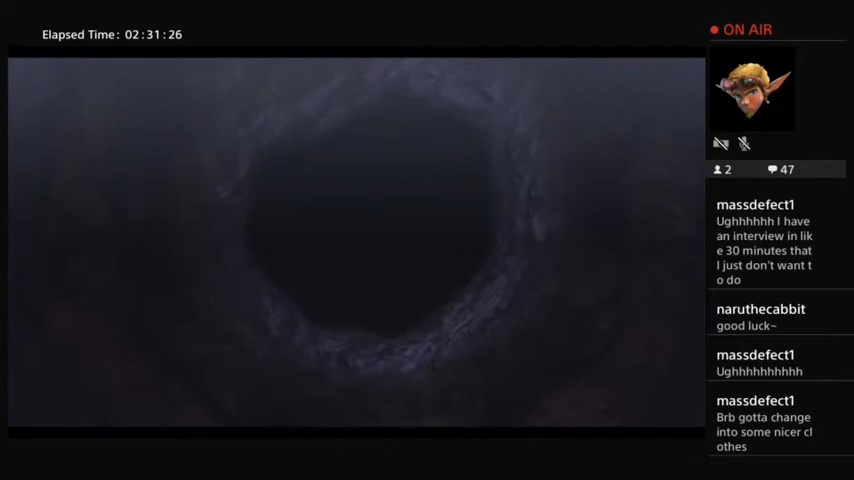 Elapsed Time: 02:31:26
ON AIR
2
47
massdefect1
Ughhhhhh I have
an interview in lik
e 30 minutes that
I just don't want t
o do
naruthecabbit
good luck~
massdefect1
Ughhhhhhhhhh
massdefect1
Brb gotta change
into some nicer cl
othes